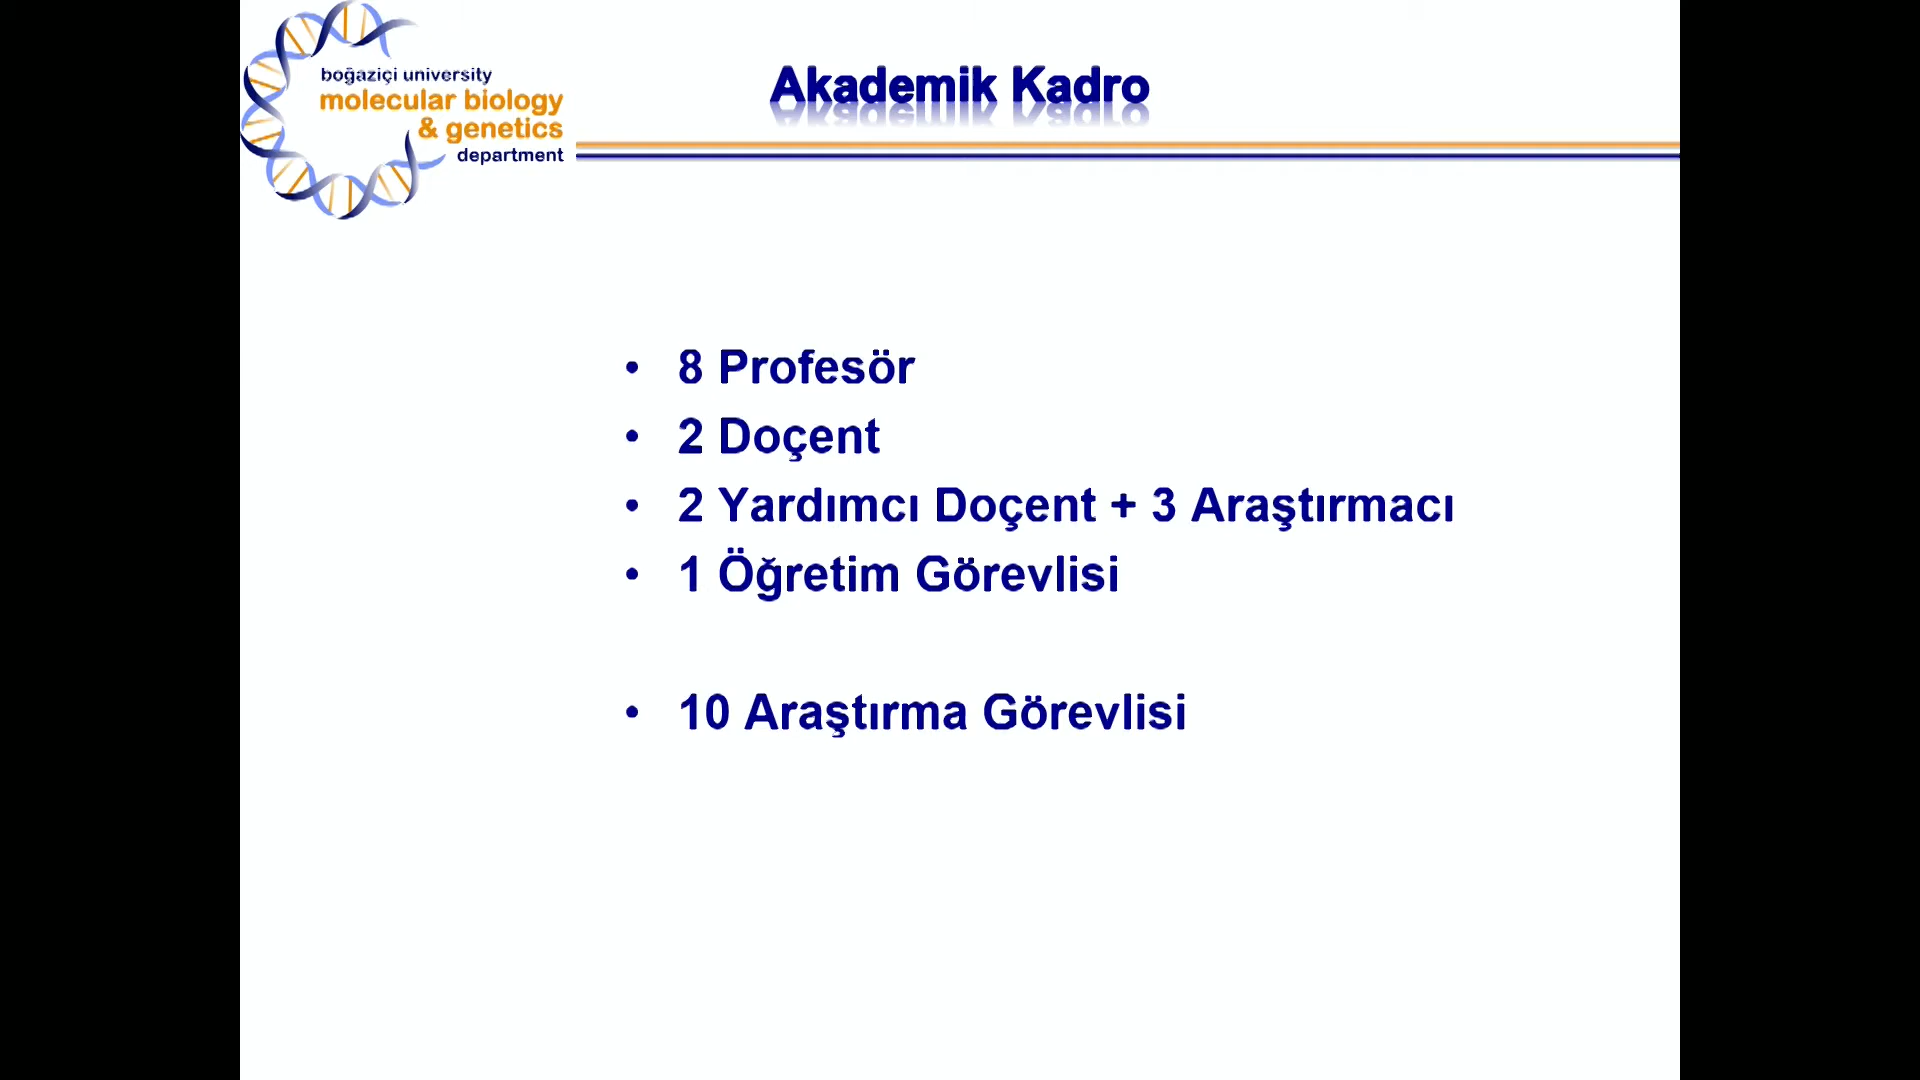 boğaziçi university
molecular biology
& genetics
department
Akademik Kadro
• 8 Profesör
• 2 Doçent
• 2 Yardımcı Doçent + 3 Araştırmacı
• 1 Öğretim Görevlisi
• 10 Araştırma Görevlisi